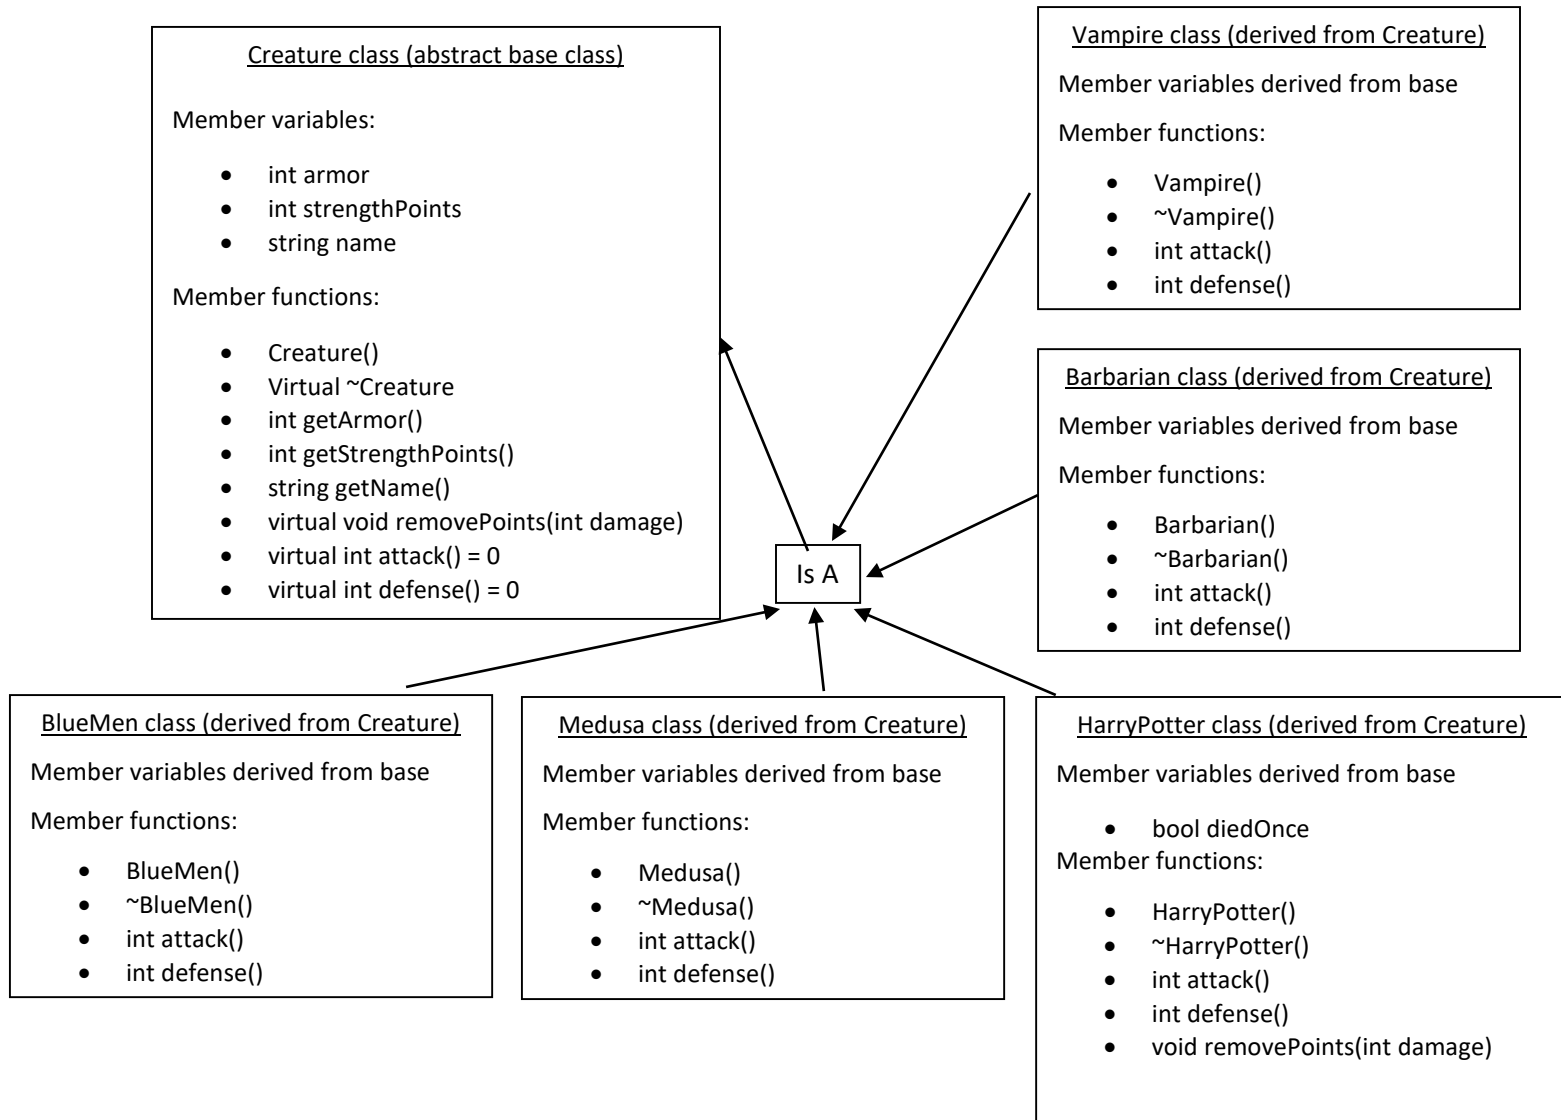 Creature class (abstract base class)
Member variables:
• int armor
• int strengthPoints
• string name
Member functions:
• Creature()
• Virtual ~Creature
• int getArmor()
• int getStrengthPoints()
• string getName()
• virtual void removePoints(int damage)
• virtual int attack() = 0
• virtual int defense() = 0
Vampire class (derived from Creature)
Member variables derived from base
Member functions:
• Vampire()
• ~Vampire()
• int attack()
• int defense()
Barbarian class (derived from Creature)
Member variables derived from base
Member functions:
• Barbarian()
• ~Barbarian()
• int attack()
• int defense()
Is A
BlueMen class (derived from Creature)
Member variables derived from base
Member functions:
• BlueMen()
• ~BlueMen()
• int attack()
• int defense()
Medusa class (derived from Creature)
Member variables derived from base
Member functions:
• Medusa()
• ~Medusa()
• int attack()
• int defense()
HarryPotter class (derived from Creature)
Member variables derived from base
• bool diedOnce
Member functions:
• HarryPotter()
• ~HarryPotter()
• int attack()
• int defense()
• void removePoints(int damage)